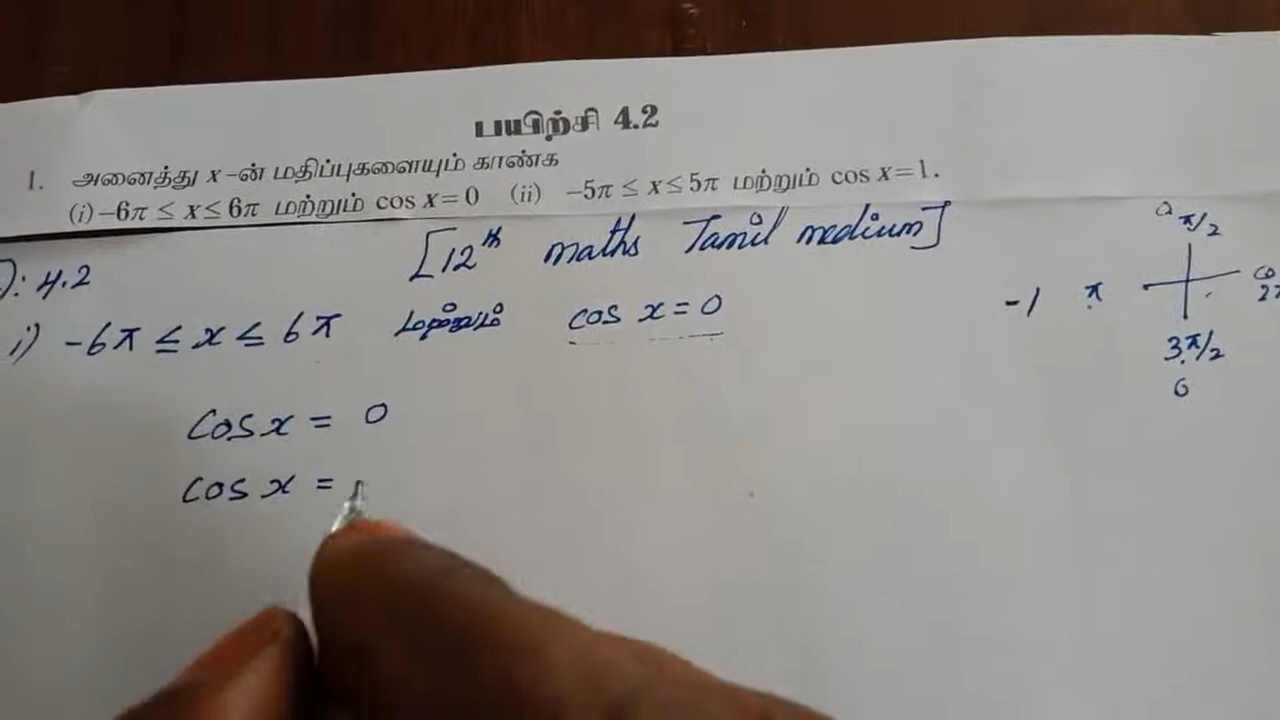 பயிற்சி 4.2
1. அனைத்து x-ன் மதிப்புகளையும் காண்க
(i) -6π ≤ x ≤ 6π மற்றும் cos x = 0 (ii) -5π ≤ x ≤ 5π மற்றும் cos x = 1.
[12th maths Tamil medium]
: 4.2
i) -6π ≤ x ≤ 6π மற்றும் cos x = 0
π/2
-1 π
3π/2
0
cos x = 0
cos x =